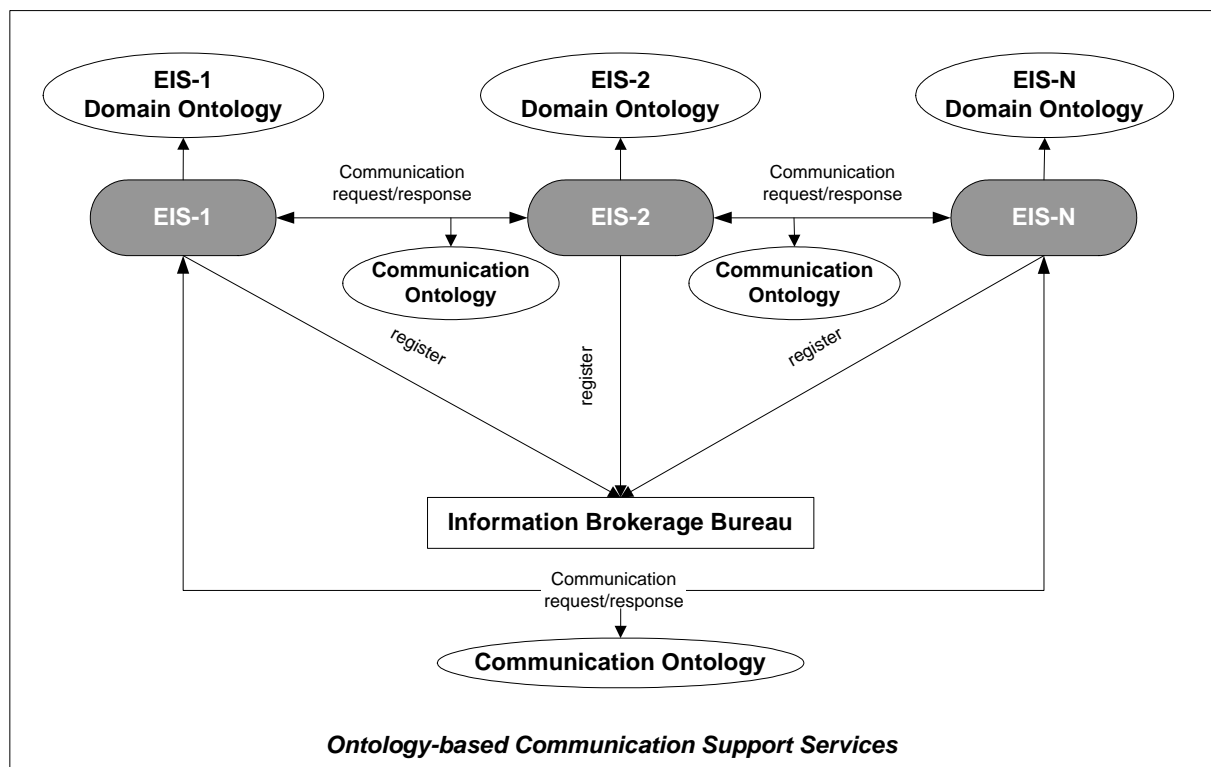 EIS-1
Domain Ontology
EIS-2
Domain Ontology
EIS-N
Domain Ontology
Communication
request/response
Communication
request/response
EIS-1
EIS-2
EIS-N
Communication
Ontology
Communication
Ontology
register
register
register
Information Brokerage Bureau
Communication
request/response
Communication Ontology
Ontology-based Communication Support Services